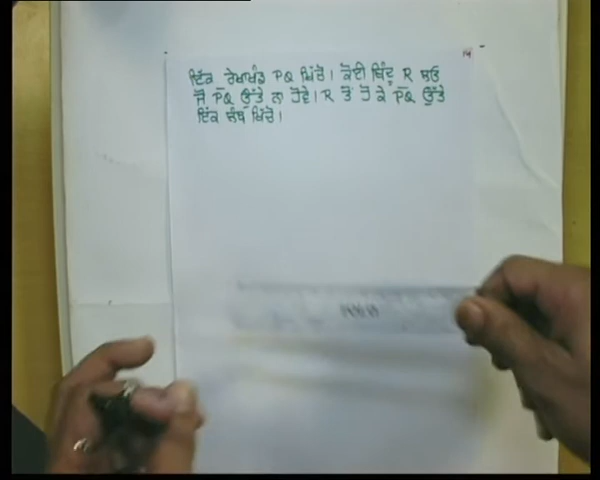 ਇੱਕ ਰੇਖਾਖੰਡ PQ ਖਿੱਚੋ। ਕੋਈ ਬਿੰਦੂ R ਲਓ
ਜੋ PQ ਉੱਤੇ ਨਾ ਹੋਵੇ। R ਤੋਂ ਹੋ ਕੇ PQ ਉੱਤੇ
ਇੱਕ ਲੰਬ ਖਿੱਚੋ।